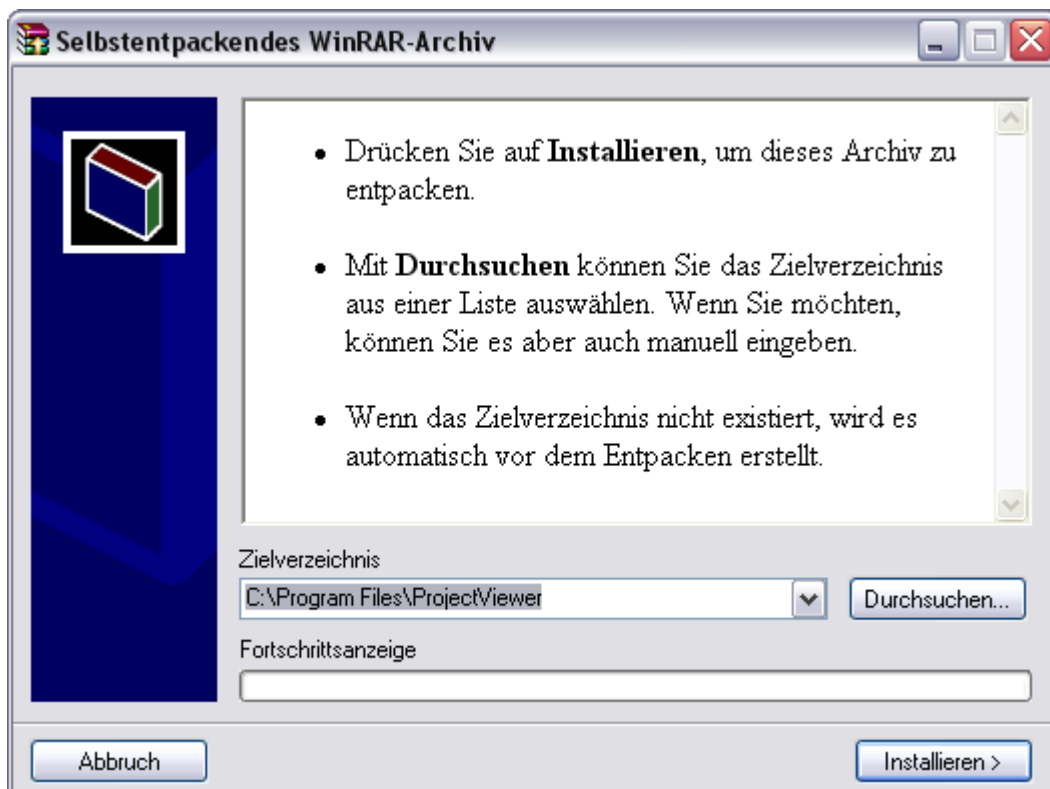 Selbstentpackendes WinRAR-Archiv
• Drücken Sie auf Installieren, um dieses Archiv zu
entpacken.
• Mit Durchsuchen können Sie das Zielverzeichnis
aus einer Liste auswählen. Wenn Sie möchten,
können Sie es aber auch manuell eingeben.
• Wenn das Zielverzeichnis nicht existiert, wird es
automatisch vor dem Entpacken erstellt.
Zielverzeichnis
C:\Program Files\ProjectViewer
Durchsuchen...
Fortschrittsanzeige
Abbruch
Installieren >